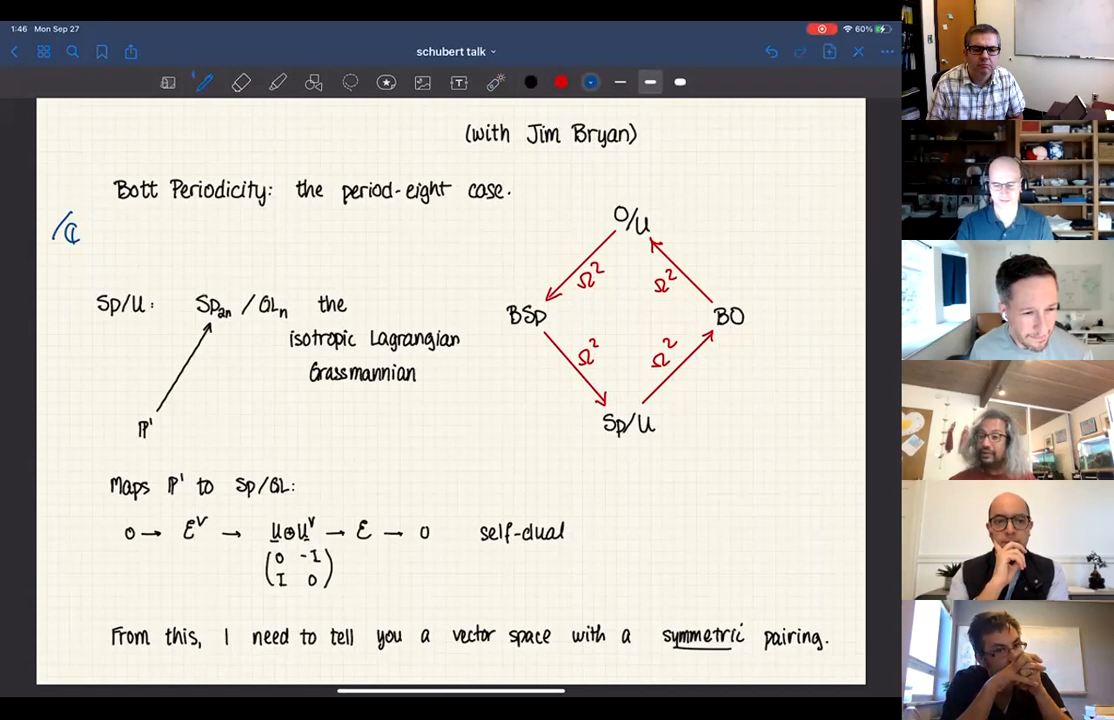 1:46 Mon Sep 27
60%
schubert talk
(with Jim Bryan)
Bott Periodicity: the period-eight case.
/ℂ
O/U
Ω² Ω²
BSp BO
Ω² Ω²
Sp/U
Sp/U: Sp₂ₙ / GLₙ the
isotropic Lagrangian
Grassmannian
ℙ¹
Maps ℙ¹ to Sp/GL:
0 → ℰ^∨ → U⊕U^∨ → ℰ → 0 self-dual
(0 -I
I 0)
From this, I need to tell you a vector space with a symmetric pairing.